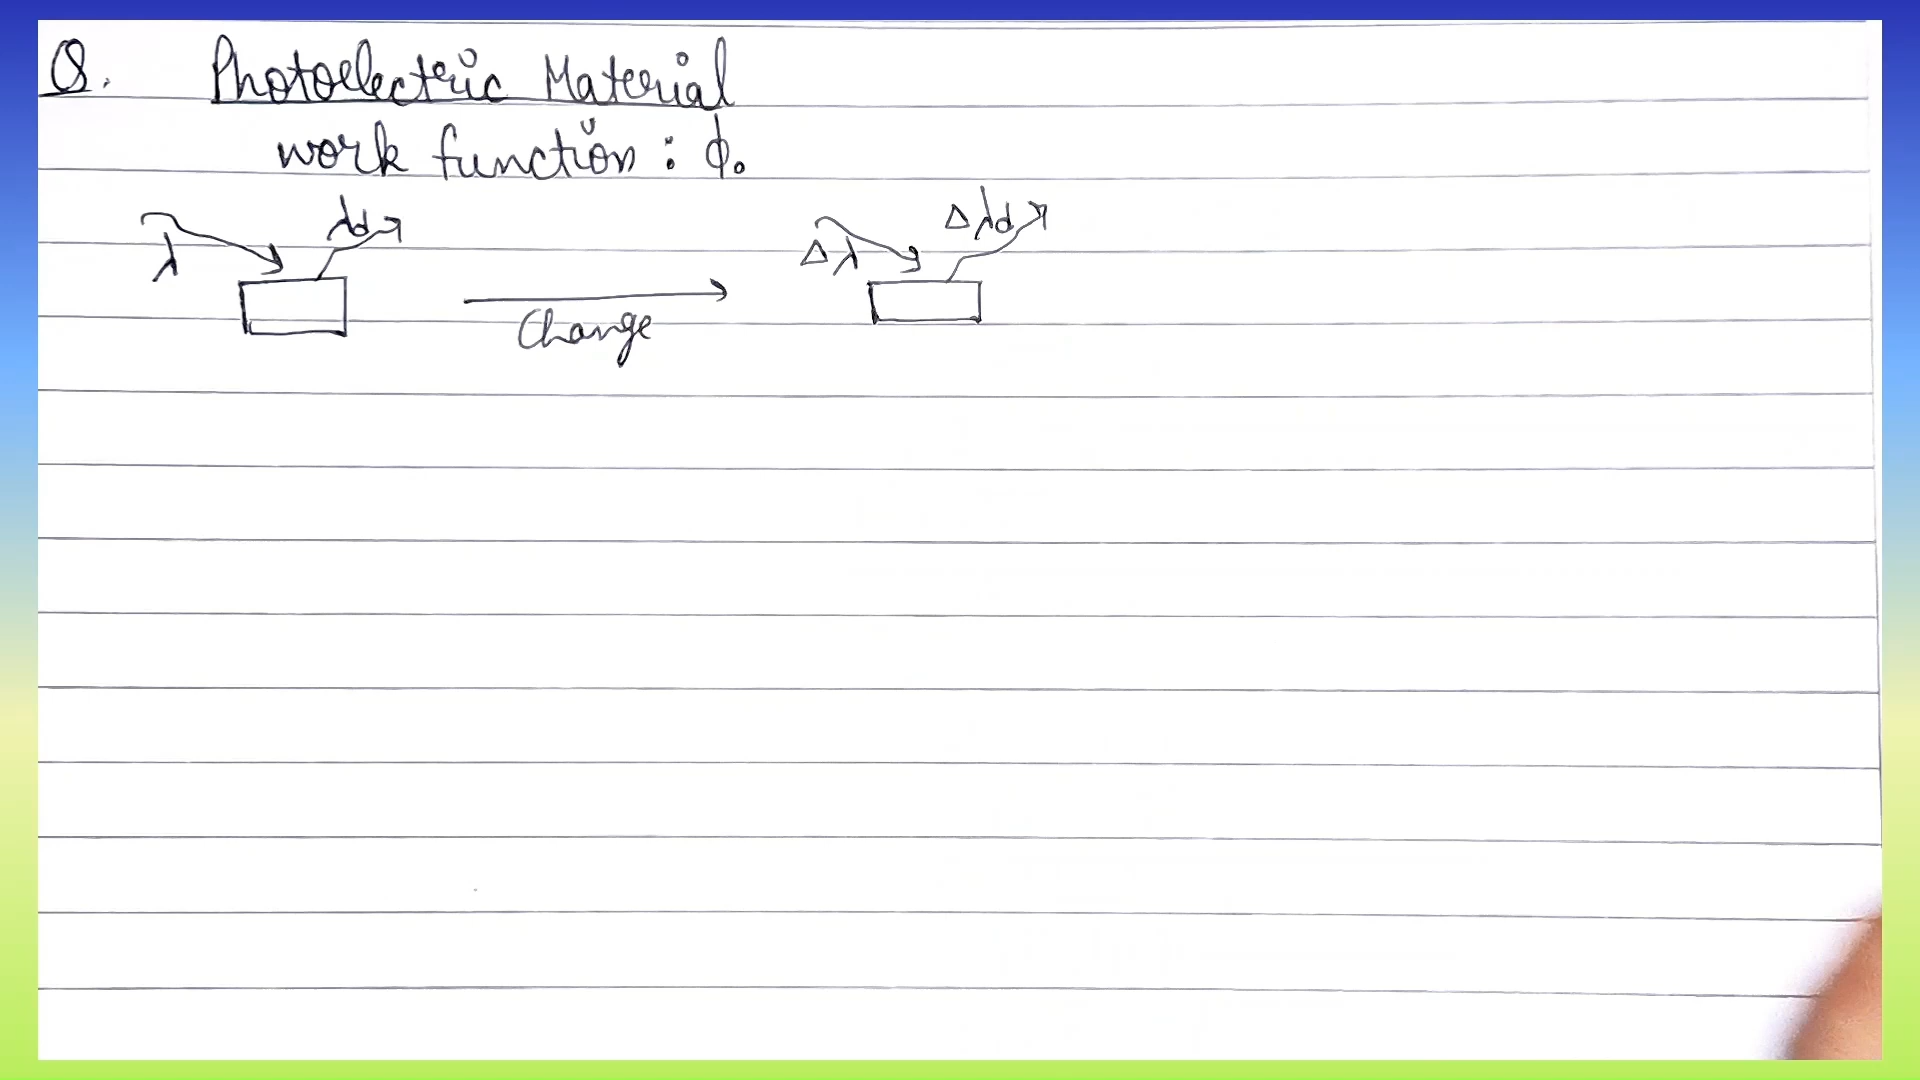 Q. Photoelectric Material
work function : ϕ₀
λ λd Δλ Δλd
Change